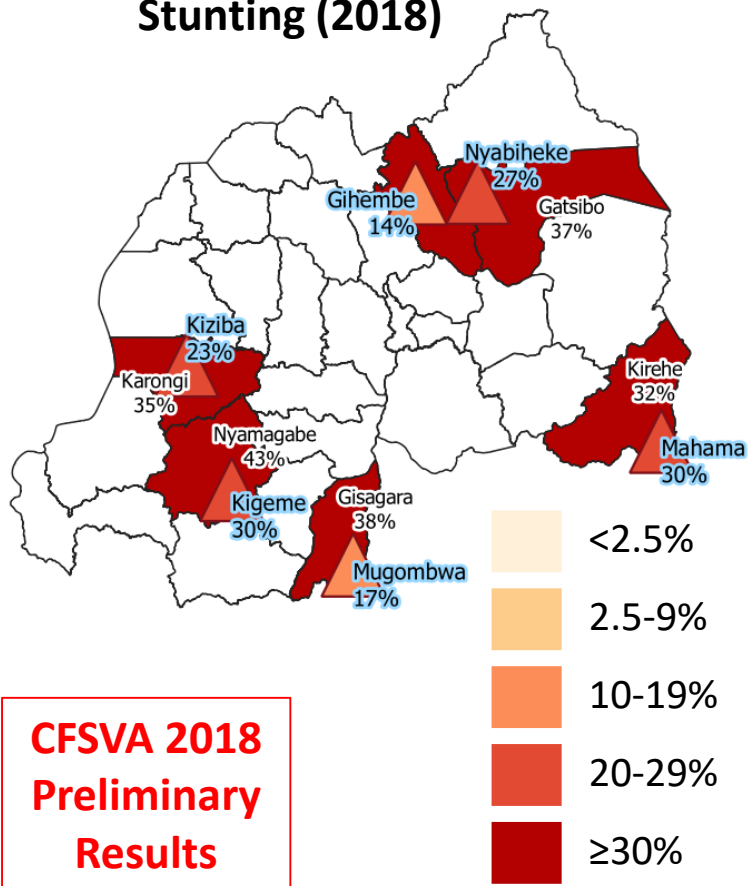 Stunting (2018)
Nyabiheke
27%
Gihembe
14%
Gatsibo
37%
Kiziba
23%
Karongi
35%
Kirehe
32%
Nyamagabe
43%
Mahama
30%
Kigeme
30%
Gisagara
38%
Mugombwa
17%
<2.5%
2.5-9%
10-19%
20-29%
≥30%
CFSVA 2018
Preliminary
Results